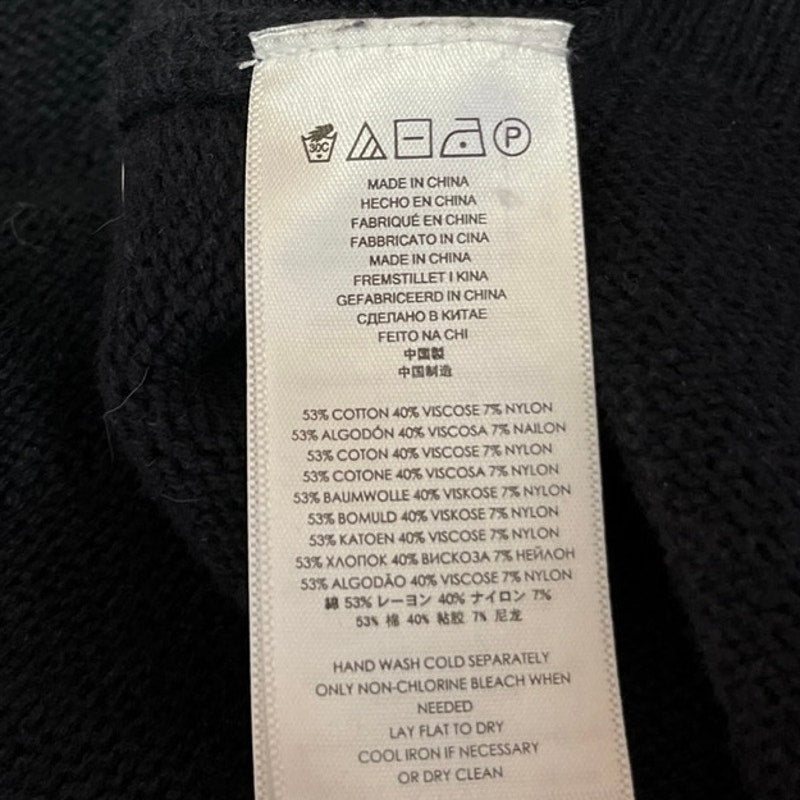 30C
P
MADE IN CHINA
HECHO EN CHINA
FABRIQUÉ EN CHINE
FABBRICATO IN CINA
MADE IN CHINA
FREMSTILLET I KINA
GEFABRICEERD IN CHINA
СДЕЛАНО В КИТАЕ
FEITO NA CHI
中国製
中国制造
53% COTTON 40% VISCOSE 7% NYLON
53% ALGODÓN 40% VISCOSA 7% NAILON
53% COTON 40% VISCOSE 7% NYLON
53% COTONE 40% VISCOSA 7% NYLON
53% BAUMWOLLE 40% VISKOSE 7% NYLON
53% BOMULD 40% VISKOSE 7% NYLON
53% KATOEN 40% VISCOSE 7% NYLON
53% ХЛОПОК 40% ВИСКОЗА 7% НЕЙЛОН
53% ALGODÃO 40% VISCOSE 7% NYLON
綿 53% レーヨン 40% ナイロン 7%
53% 棉 40% 粘胶 7% 尼龙
HAND WASH COLD SEPARATELY
ONLY NON-CHLORINE BLEACH WHEN
NEEDED
LAY FLAT TO DRY
COOL IRON IF NECESSARY
OR DRY CLEAN